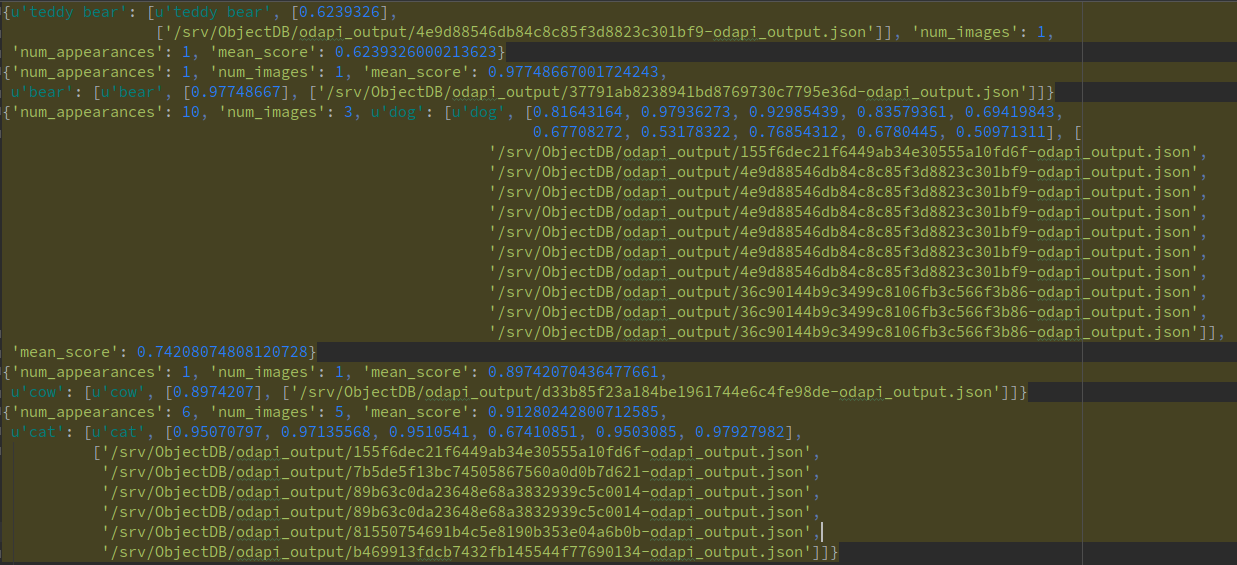 {u'teddy bear': [u'teddy bear', [0.6239326],
['/srv/ObjectDB/odapi_output/4e9d88546db84c8c85f3d8823c301bf9-odapi_output.json']], 'num_images': 1,
'num_appearances': 1, 'mean_score': 0.6239326000213623}
{'num_appearances': 1, 'num_images': 1, 'mean_score': 0.97748667001724243,
u'bear': [u'bear', [0.97748667], ['/srv/ObjectDB/odapi_output/37791ab8238941bd8769730c7795e36d-odapi_output.json']]}
{'num_appearances': 10, 'num_images': 3, u'dog': [u'dog', [0.81643164, 0.97936273, 0.92985439, 0.83579361, 0.69419843,
0.67708272, 0.53178322, 0.76854312, 0.6780445, 0.50971311], [
'/srv/ObjectDB/odapi_output/155f6dec21f6449ab34e30555a10fd6f-odapi_output.json',
'/srv/ObjectDB/odapi_output/4e9d88546db84c8c85f3d8823c301bf9-odapi_output.json',
'/srv/ObjectDB/odapi_output/4e9d88546db84c8c85f3d8823c301bf9-odapi_output.json',
'/srv/ObjectDB/odapi_output/4e9d88546db84c8c85f3d8823c301bf9-odapi_output.json',
'/srv/ObjectDB/odapi_output/4e9d88546db84c8c85f3d8823c301bf9-odapi_output.json',
'/srv/ObjectDB/odapi_output/4e9d88546db84c8c85f3d8823c301bf9-odapi_output.json',
'/srv/ObjectDB/odapi_output/4e9d88546db84c8c85f3d8823c301bf9-odapi_output.json',
'/srv/ObjectDB/odapi_output/36c90144b9c3499c8106fb3c566f3b86-odapi_output.json',
'/srv/ObjectDB/odapi_output/36c90144b9c3499c8106fb3c566f3b86-odapi_output.json',
'/srv/ObjectDB/odapi_output/36c90144b9c3499c8106fb3c566f3b86-odapi_output.json']],
'mean_score': 0.74208074808120728}
{'num_appearances': 1, 'num_images': 1, 'mean_score': 0.89742070436477661,
u'cow': [u'cow', [0.8974207], ['/srv/ObjectDB/odapi_output/d33b85f23a184be1961744e6c4fe98de-odapi_output.json']]}
{'num_appearances': 6, 'num_images': 5, 'mean_score': 0.91280242800712585,
u'cat': [u'cat', [0.95070797, 0.97135568, 0.9510541, 0.67410851, 0.9503085, 0.97927982],
['/srv/ObjectDB/odapi_output/155f6dec21f6449ab34e30555a10fd6f-odapi_output.json',
'/srv/ObjectDB/odapi_output/7b5de5f13bc74505867560a0d0b7d621-odapi_output.json',
'/srv/ObjectDB/odapi_output/89b63c0da23648e68a3832939c5c0014-odapi_output.json',
'/srv/ObjectDB/odapi_output/89b63c0da23648e68a3832939c5c0014-odapi_output.json',
'/srv/ObjectDB/odapi_output/81550754691b4c5e8190b353e04a6b0b-odapi_output.json',
'/srv/ObjectDB/odapi_output/b469913fdcb7432fb145544f77690134-odapi_output.json']]}